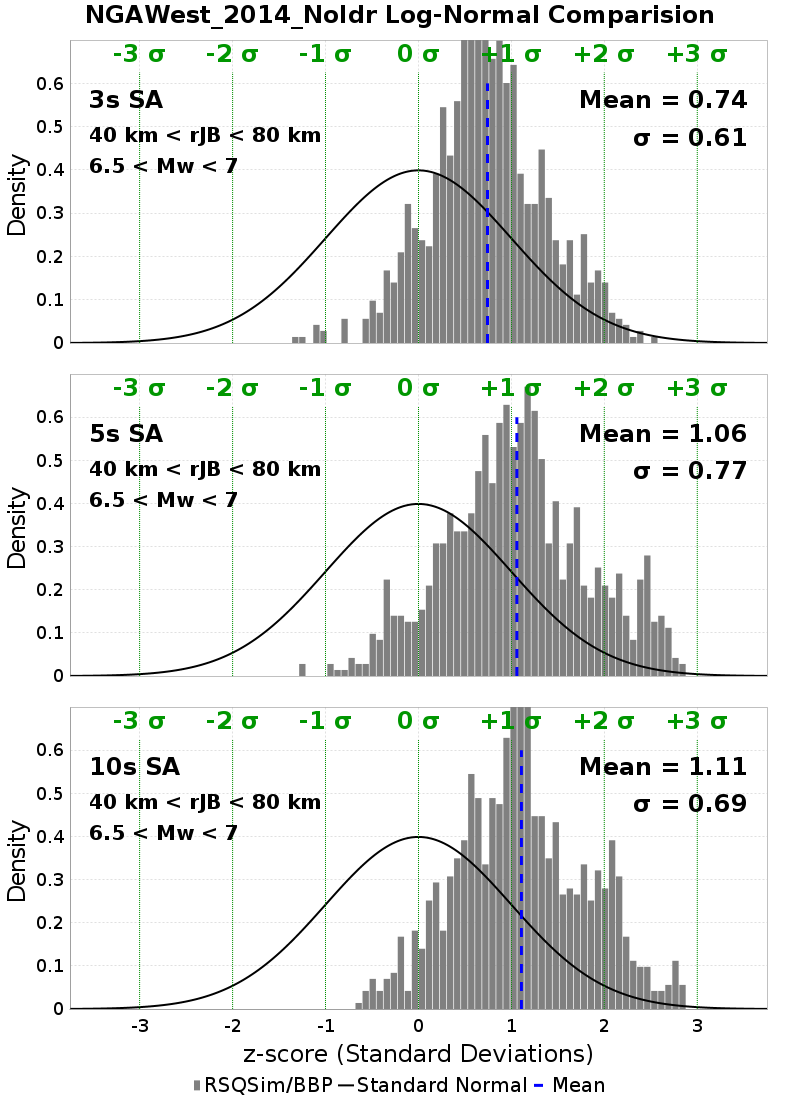 NGAWest_2014_NoIdr Log-Normal Comparision
-3 σ -2 σ -1 σ 0 σ +1 σ +2 σ +3 σ
3s SA
40 km < rJB < 80 km
6.5 < Mw < 7
Mean = 0.74
σ = 0.61
Density
0.6
0.5
0.4
0.3
0.2
0.1
0
-3 σ -2 σ -1 σ 0 σ +1 σ +2 σ +3 σ
5s SA
40 km < rJB < 80 km
6.5 < Mw < 7
Mean = 1.06
σ = 0.77
Density
0.6
0.5
0.4
0.3
0.2
0.1
0
-3 σ -2 σ -1 σ 0 σ +1 σ +2 σ +3 σ
10s SA
40 km < rJB < 80 km
6.5 < Mw < 7
Mean = 1.11
σ = 0.69
Density
0.6
0.5
0.4
0.3
0.2
0.1
0
-3 -2 -1 0 1 2 3
z-score (Standard Deviations)
RSQSim/BBP Standard Normal Mean